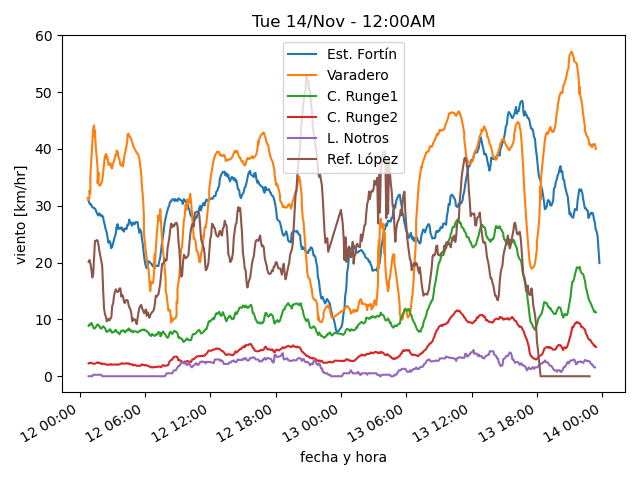 Tue 14/Nov - 12:00AM
Est. Fortín
Varadero
C. Runge1
C. Runge2
L. Notros
Ref. López
viento [km/hr]
60
50
40
30
20
10
0
12 00:00
12 06:00
12 12:00
12 18:00
13 00:00
13 06:00
13 12:00
13 18:00
14 00:00
fecha y hora